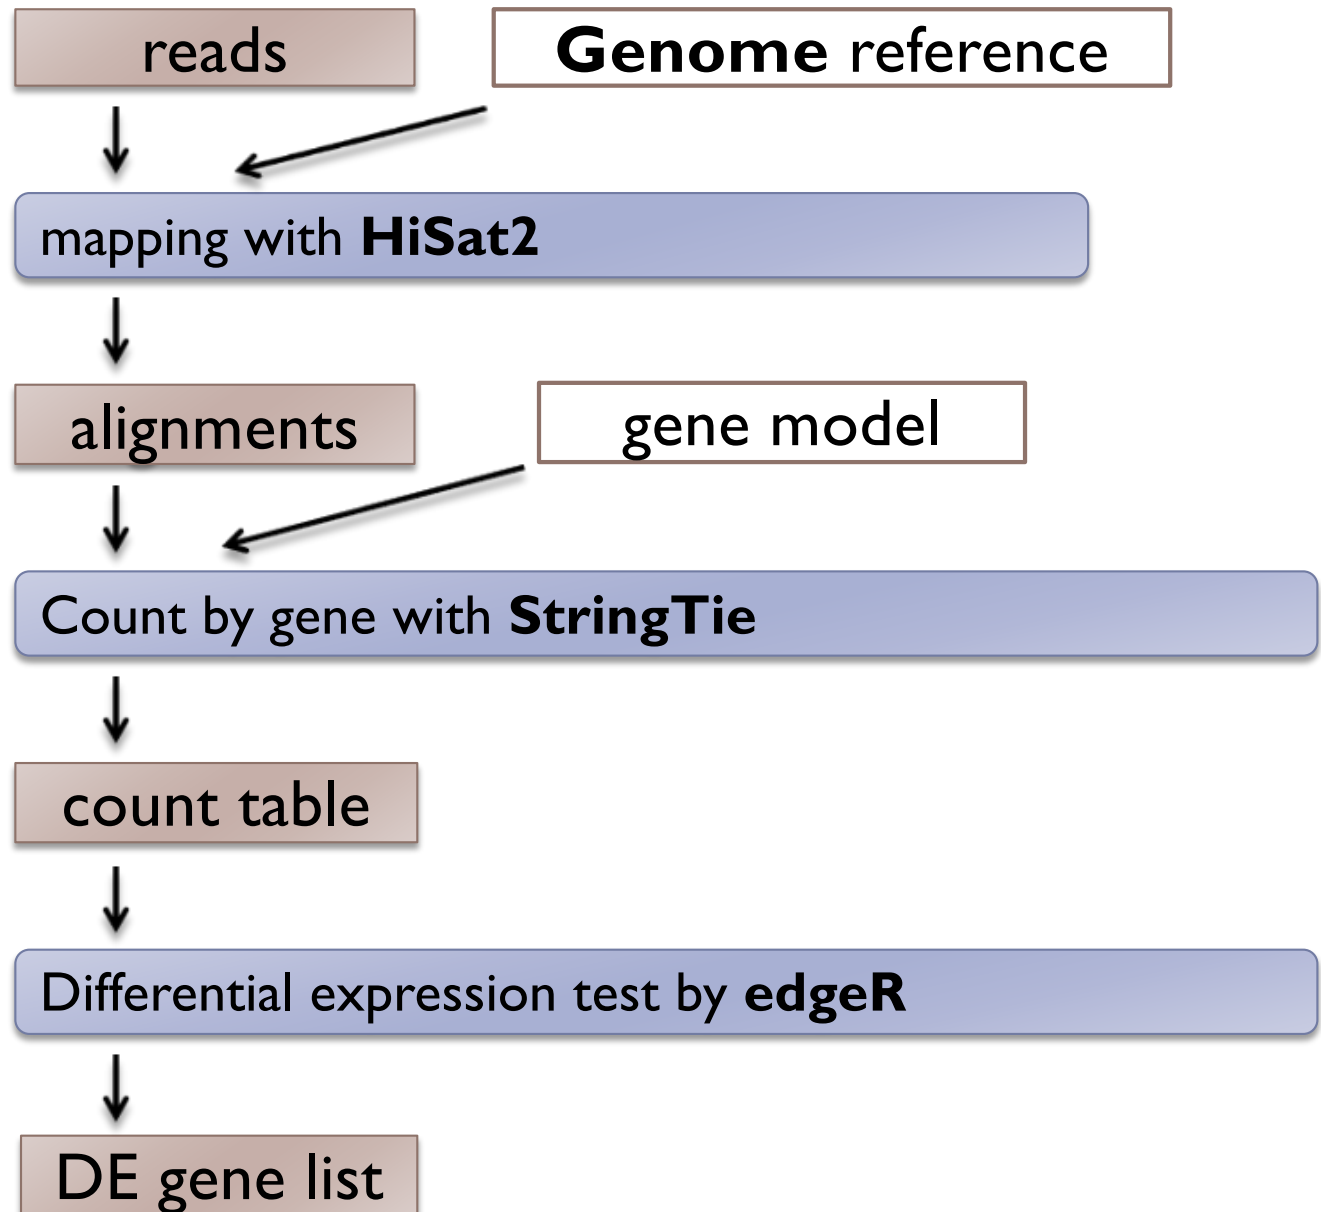 reads
Genome reference
mapping with HiSat2
alignments
gene model
Count by gene with StringTie
count table
Differential expression test by edgeR
DE gene list